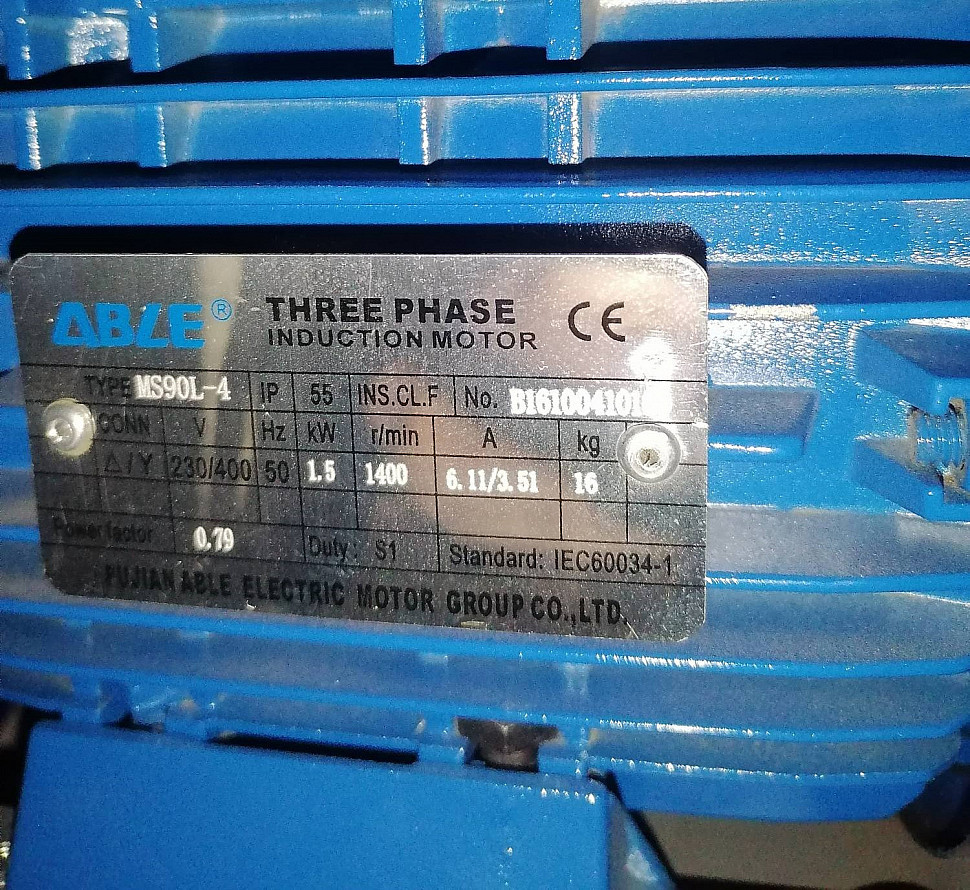 ABLE® THREE PHASE CE
INDUCTION MOTOR
TYPE MS90L-4 IP 55 INS.CL.F No.
CONN V Hz kW r/min A kg
Δ/Y 230/400 50 1.5 1400 6.11/3.51 16
Powerfactor 0.79 Duty: S1 Standard: IEC60034-1
FUJIAN ABLE ELECTRIC MOTOR GROUP CO.,LTD.